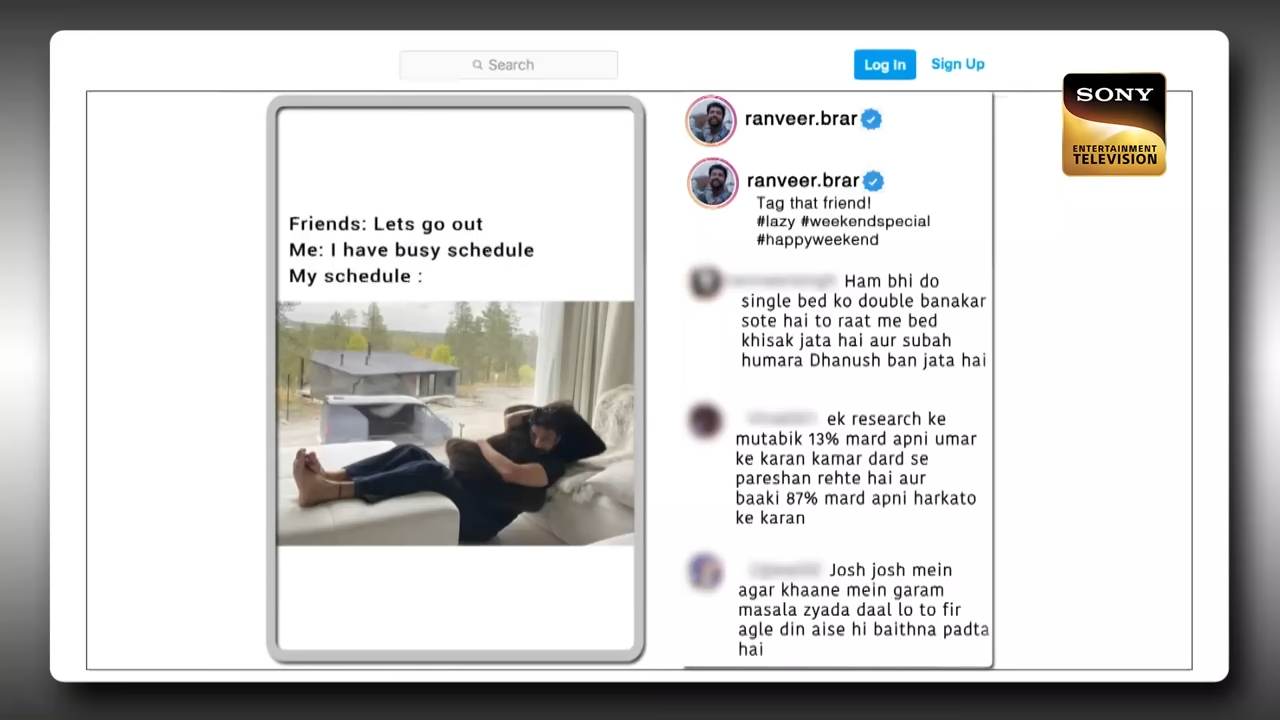 Search
Log In
Sign Up
SONY
ENTERTAINMENT
TELEVISION
Friends: Lets go out
Me: I have busy schedule
My schedule :
ranveer.brar
ranveer.brar
Tag that friend!
#lazy #weekendspecial
#happyweekend
Ham bhi do
single bed ko double banakar
sote hai to raat me bed
khisak jata hai aur subah
humara Dhanush ban jata hai
ek research ke
mutabik 13% mard apni umar
ke karan kamar dard se
pareshan rehte hai aur
baaki 87% mard apni harkato
ke karan
Josh josh mein
agar khaane mein garam
masala zyada daal lo to fir
agle din aise hi baithna padta
hai